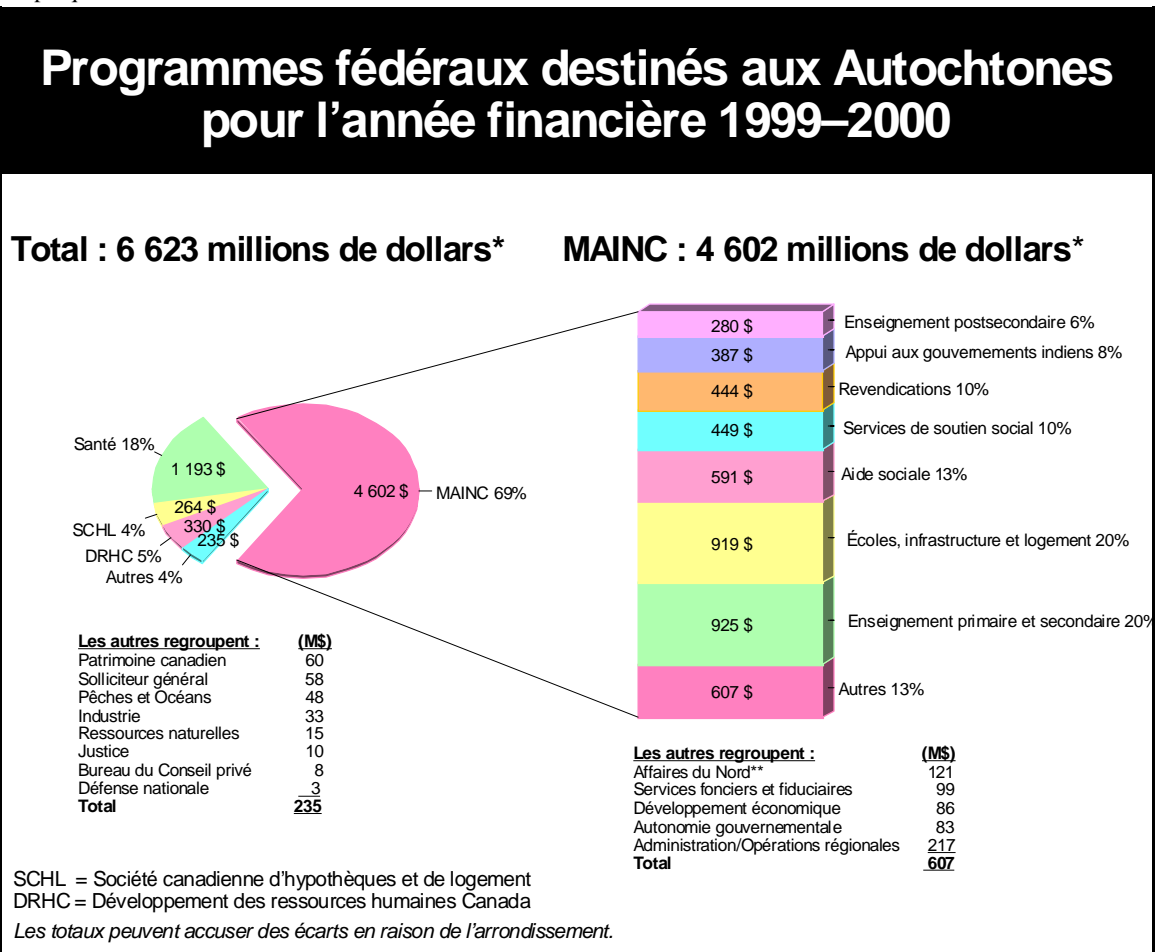 Programmes fédéraux destinés aux Autochtones
pour l'année financière 1999–2000
Total : 6 623 millions de dollars*
MAINC : 4 602 millions de dollars*
Santé 18%
1 193 $
SCHL 4%
264 $
DRHC 5%
330 $
Autres 4%
235 $
4 602 $
MAINC 69%
280 $ Enseignement postsecondaire 6%
387 $ Appui aux gouvernements indiens 8%
444 $ Revendications 10%
449 $ Services de soutien social 10%
591 $ Aide sociale 13%
919 $ Écoles, infrastructure et logement 20%
925 $ Enseignement primaire et secondaire 20%
607 $ Autres 13%
Les autres regroupent : (M$)
Patrimoine canadien 60
Solliciteur général 58
Pêches et Océans 48
Industrie 33
Ressources naturelles 15
Justice 10
Bureau du Conseil privé 8
Défense nationale 3
Total 235
Les autres regroupent : (M$)
Affaires du Nord** 121
Services fonciers et fiduciaires 99
Développement économique 86
Autonomie gouvernementale 83
Administration/Opérations régionales 217
Total 607
SCHL = Société canadienne d'hypothèques et de logement
DRHC = Développement des ressources humaines Canada
Les totaux peuvent accuser des écarts en raison de l'arrondissement.